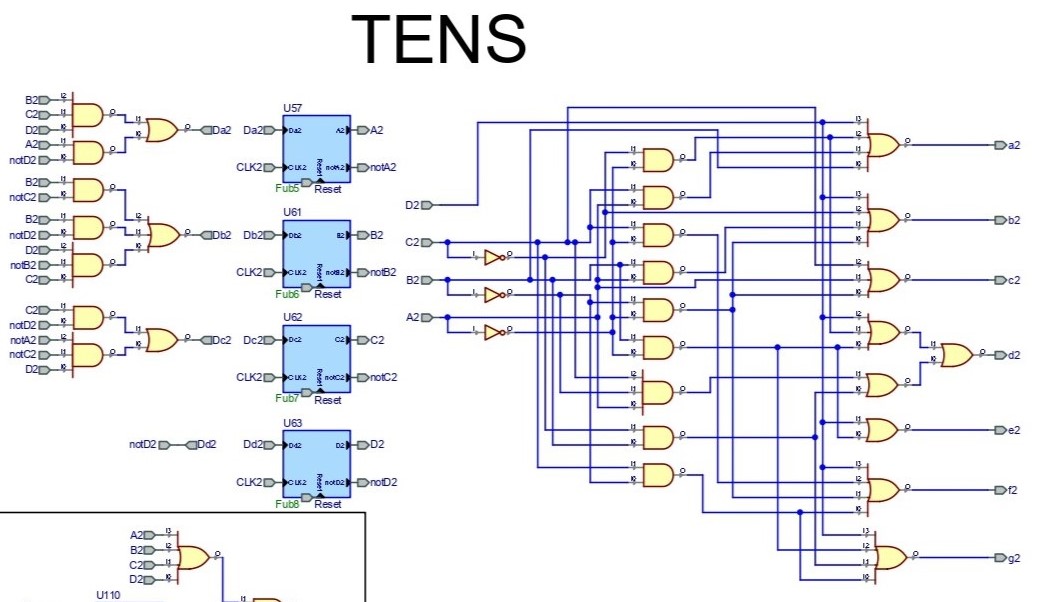 TENS
B2
C2
D2
A2
notD2
Da2
B2
notC2
B2
notD2
D2
notB2
C2
Db2
C2
notD2
notA2
notC2
D2
Dc2
notD2 Dd2
U57
Da2 Da2 A2 A2
CLK2 CLK2 Reset1 notA2 notA2
Fub5 Reset
U61
Db2 Db2 B2 B2
CLK2 CLK2 Reset1 notB2 notB2
Fub6 Reset
U62
Dc2 Dc2 C2 C2
CLK2 CLK2 Reset1 notC2 notC2
Fub7 Reset
U63
Dd2 Dd2 D2 D2
CLK2 CLK2 Reset1 notD2 notD2
Fub8 Reset
D2
C2
B2
A2
a2
b2
c2
d2
e2
f2
g2
A2
B2
C2
D2
U110